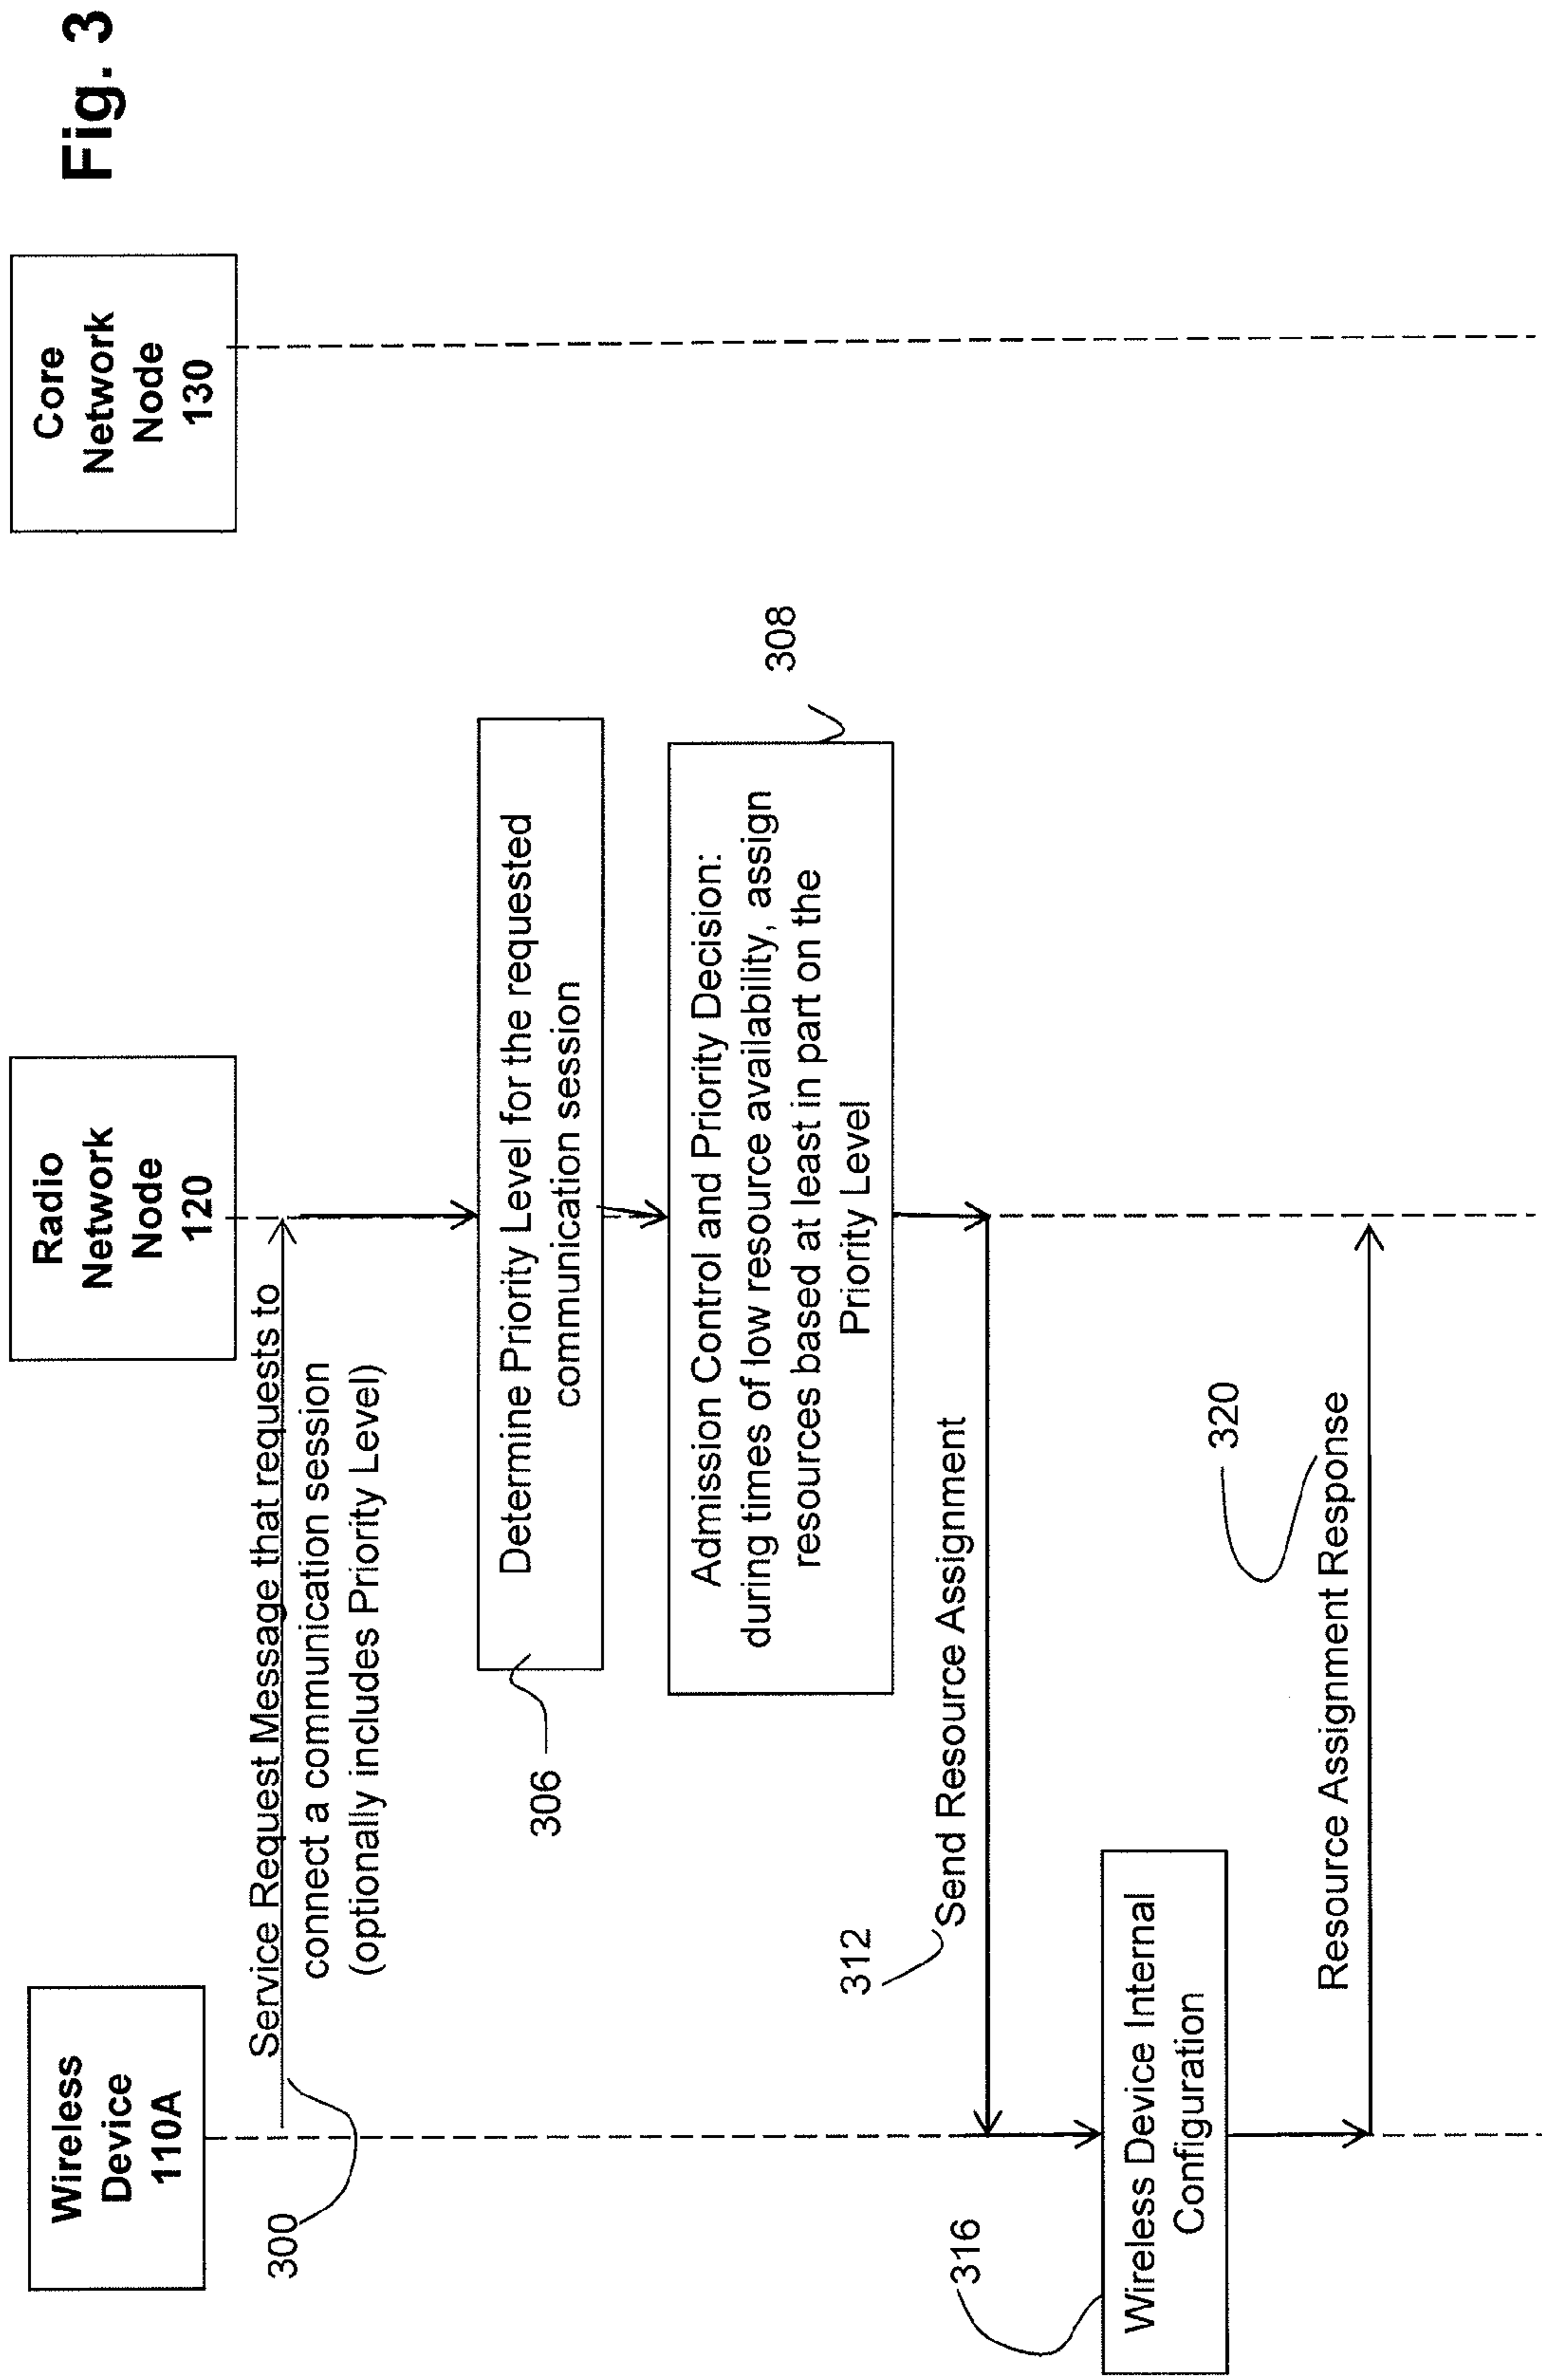 Fig. 3
Wireless
Device
110A
Radio
Network
Node
120
Core
Network
Node
130
300
Service Request Message that requests to
connect a communication session
(optionally includes Priority Level)
306
Determine Priority Level for the requested
communication session
308
Admission Control and Priority Decision:
during times of low resource availability, assign
resources based at least in part on the
Priority Level
312
Send Resource Assignment
316
Wireless Device Internal
Configuration
320
Resource Assignment Response